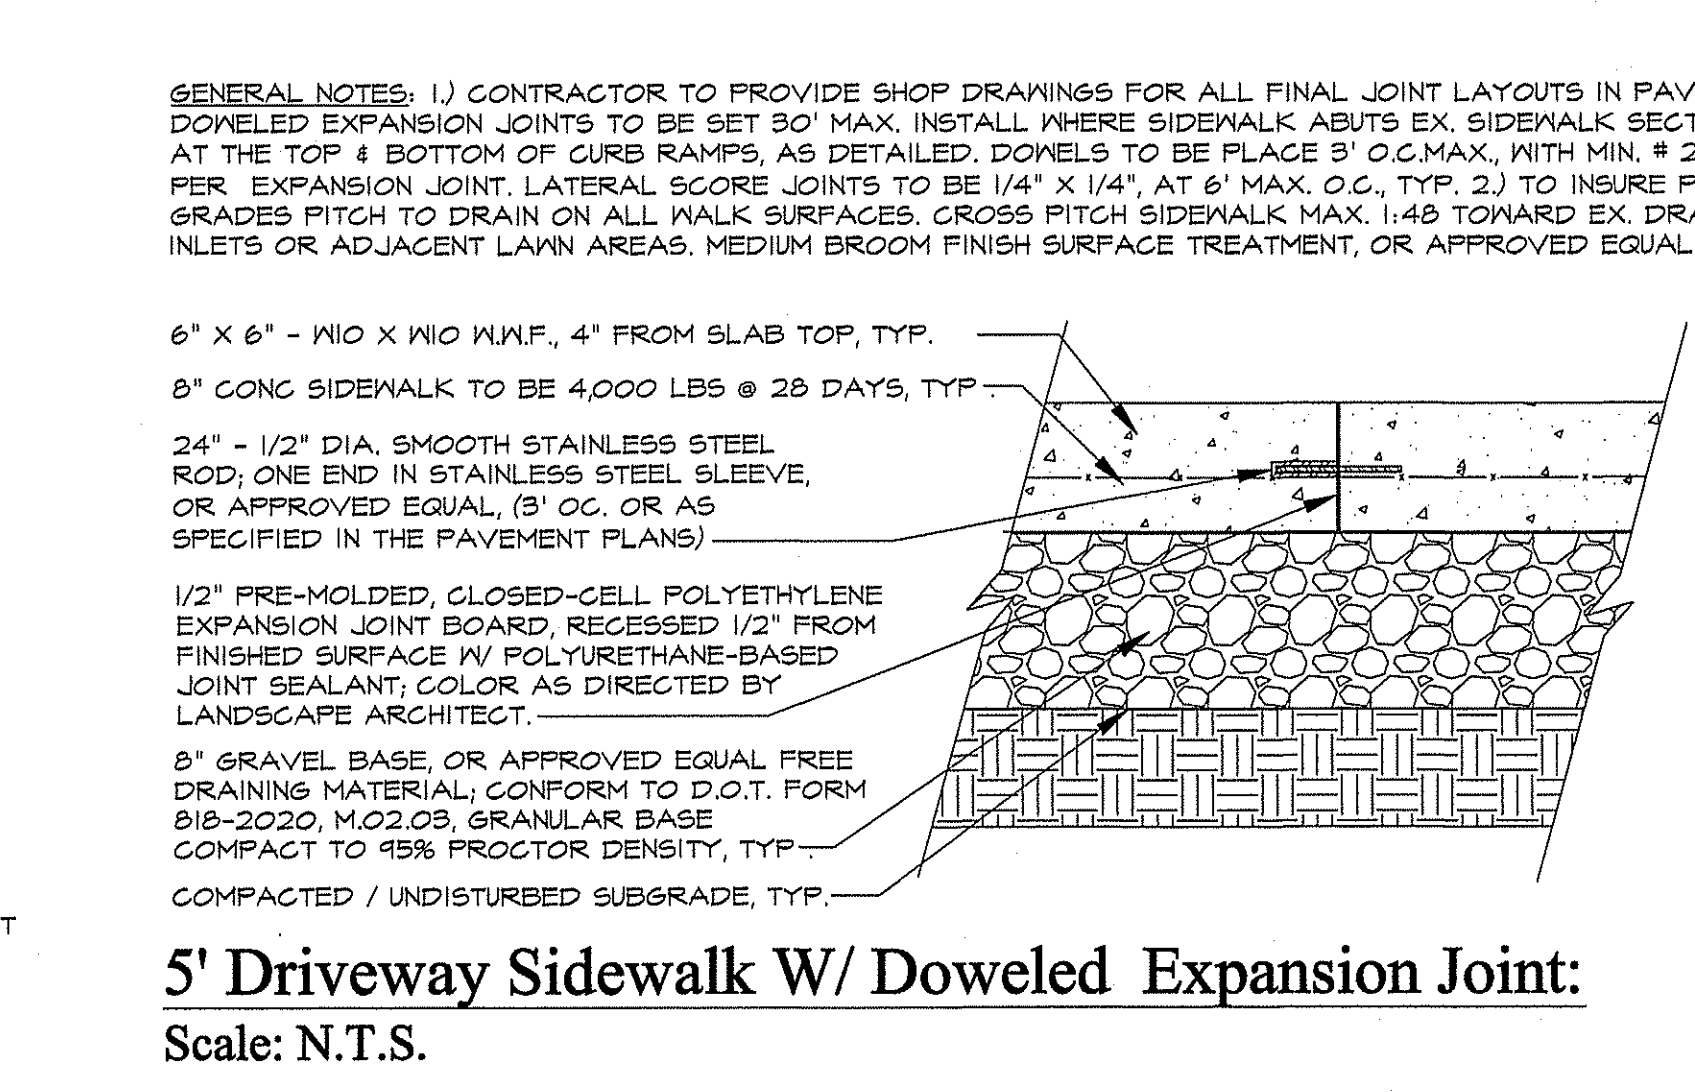 GENERAL NOTES: 1.) CONTRACTOR TO PROVIDE SHOP DRAWINGS FOR ALL FINAL JOINT LAYOUTS IN PAV
DOWELED EXPANSION JOINTS TO BE SET 30' MAX. INSTALL WHERE SIDEWALK ABUTS EX. SIDEWALK SECT
AT THE TOP & BOTTOM OF CURB RAMPS, AS DETAILED. DOWELS TO BE PLACE 3' O.C.MAX., WITH MIN. # 2
PER EXPANSION JOINT. LATERAL SCORE JOINTS TO BE 1/4" X 1/4", AT 6' MAX. O.C., TYP. 2.) TO INSURE P
GRADES PITCH TO DRAIN ON ALL WALK SURFACES. CROSS PITCH SIDEWALK MAX. 1:48 TOWARD EX. DRA
INLETS OR ADJACENT LAWN AREAS. MEDIUM BROOM FINISH SURFACE TREATMENT, OR APPROVED EQUAL
6" X 6" - W10 X W10 W.W.F., 4" FROM SLAB TOP, TYP.
8" CONC SIDEWALK TO BE 4,000 LBS @ 28 DAYS, TYP.
24" - 1/2" DIA. SMOOTH STAINLESS STEEL
ROD; ONE END IN STAINLESS STEEL SLEEVE,
OR APPROVED EQUAL, (3' OC. OR AS
SPECIFIED IN THE PAVEMENT PLANS)
1/2" PRE-MOLDED, CLOSED-CELL POLYETHYLENE
EXPANSION JOINT BOARD, RECESSED 1/2" FROM
FINISHED SURFACE W/ POLYURETHANE-BASED
JOINT SEALANT; COLOR AS DIRECTED BY
LANDSCAPE ARCHITECT.
8" GRAVEL BASE, OR APPROVED EQUAL FREE
DRAINING MATERIAL; CONFORM TO D.O.T. FORM
818-2020, M.02.03, GRANULAR BASE
COMPACT TO 95% PROCTOR DENSITY, TYP.
COMPACTED / UNDISTURBED SUBGRADE, TYP.
T
5' Driveway Sidewalk W/ Doweled Expansion Joint:
Scale: N.T.S.